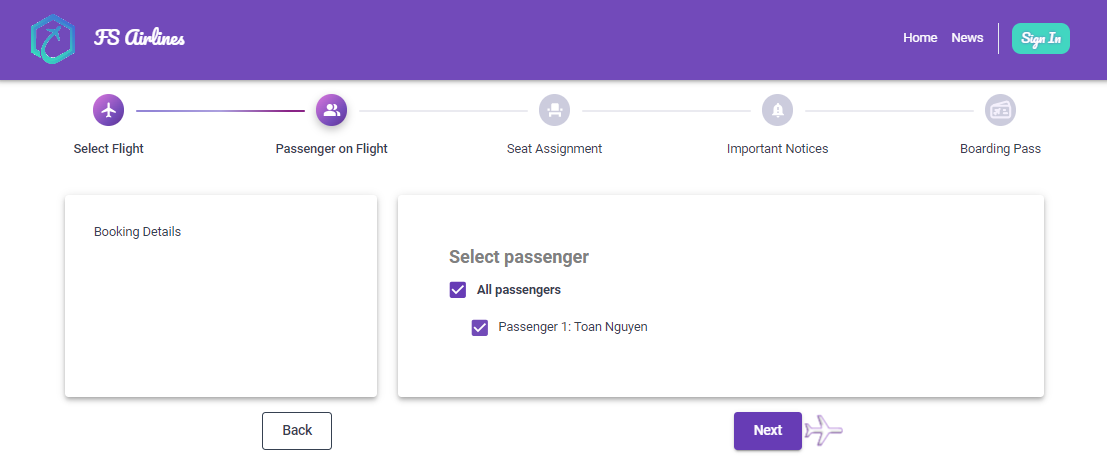 FS Airlines
Home News Sign In
Select Flight Passenger on Flight Seat Assignment Important Notices Boarding Pass
Booking Details
Select passenger
All passengers
Passenger 1: Toan Nguyen
Back Next